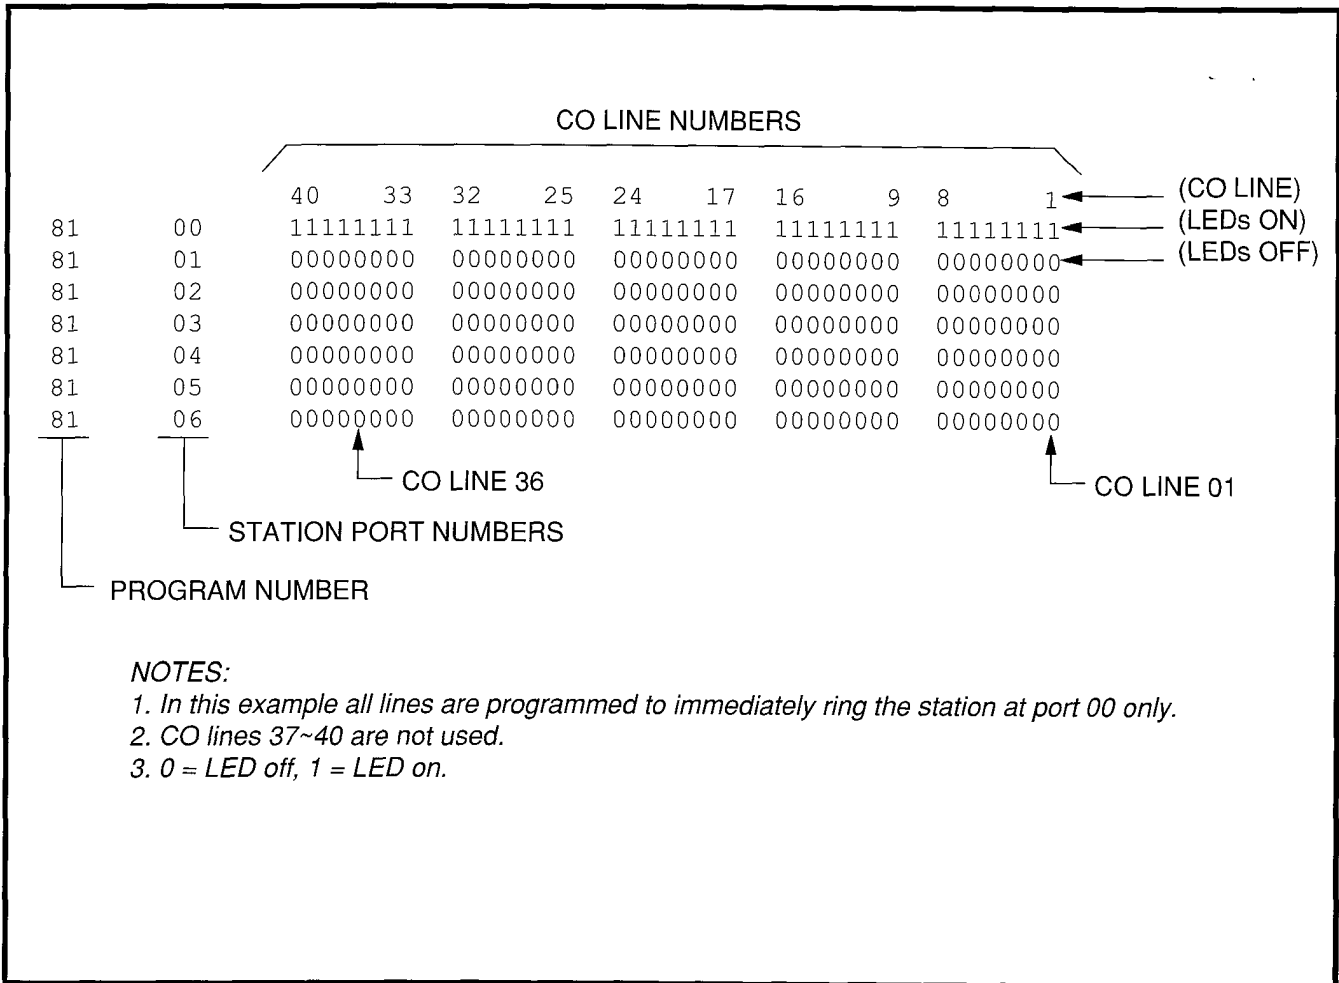 CO LINE NUMBERS
40 33 32 25 24 17 16 9 8 1 (CO LINE)
81 00 11111111 11111111 11111111 11111111 11111111 (LEDs ON)
81 01 00000000 00000000 00000000 00000000 00000000 (LEDs OFF)
81 02 00000000 00000000 00000000 00000000 00000000
81 03 00000000 00000000 00000000 00000000 00000000
81 04 00000000 00000000 00000000 00000000 00000000
81 05 00000000 00000000 00000000 00000000 00000000
81 06 00000000 00000000 00000000 00000000 00000000
CO LINE 36 CO LINE 01
STATION PORT NUMBERS
PROGRAM NUMBER
NOTES:
1. In this example all lines are programmed to immediately ring the station at port 00 only.
2. CO lines 37~40 are not used.
3. 0 = LED off, 1 = LED on.